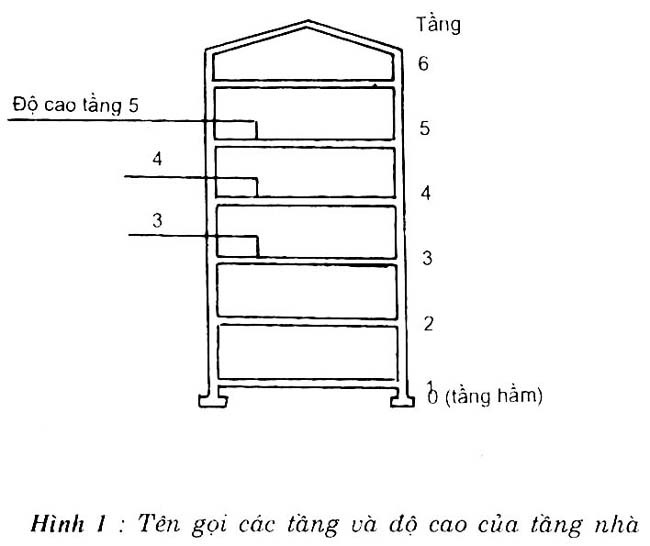 Tầng
6
Độ cao tầng 5
5
4
4
3
3
2
1
0 (tầng hầm)
Hình 1 : Tên gọi các tầng và độ cao của tầng nhà